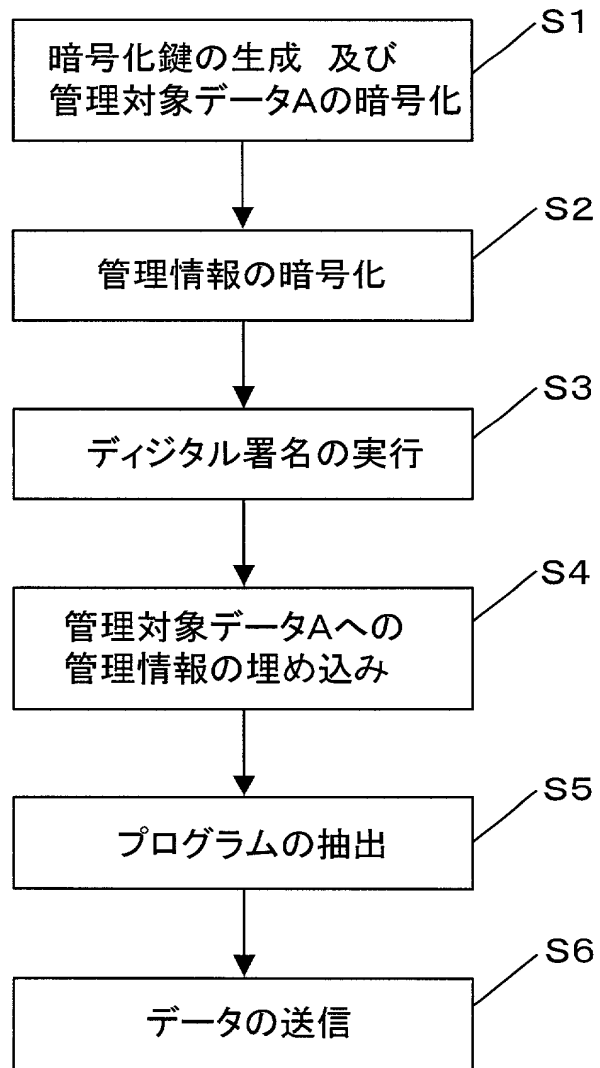 S1
暗号化鍵の生成 及び
管理対象データAの暗号化
S2
管理情報の暗号化
S3
ディジタル署名の実行
S4
管理対象データAへの
管理情報の埋め込み
S5
プログラムの抽出
S6
データの送信